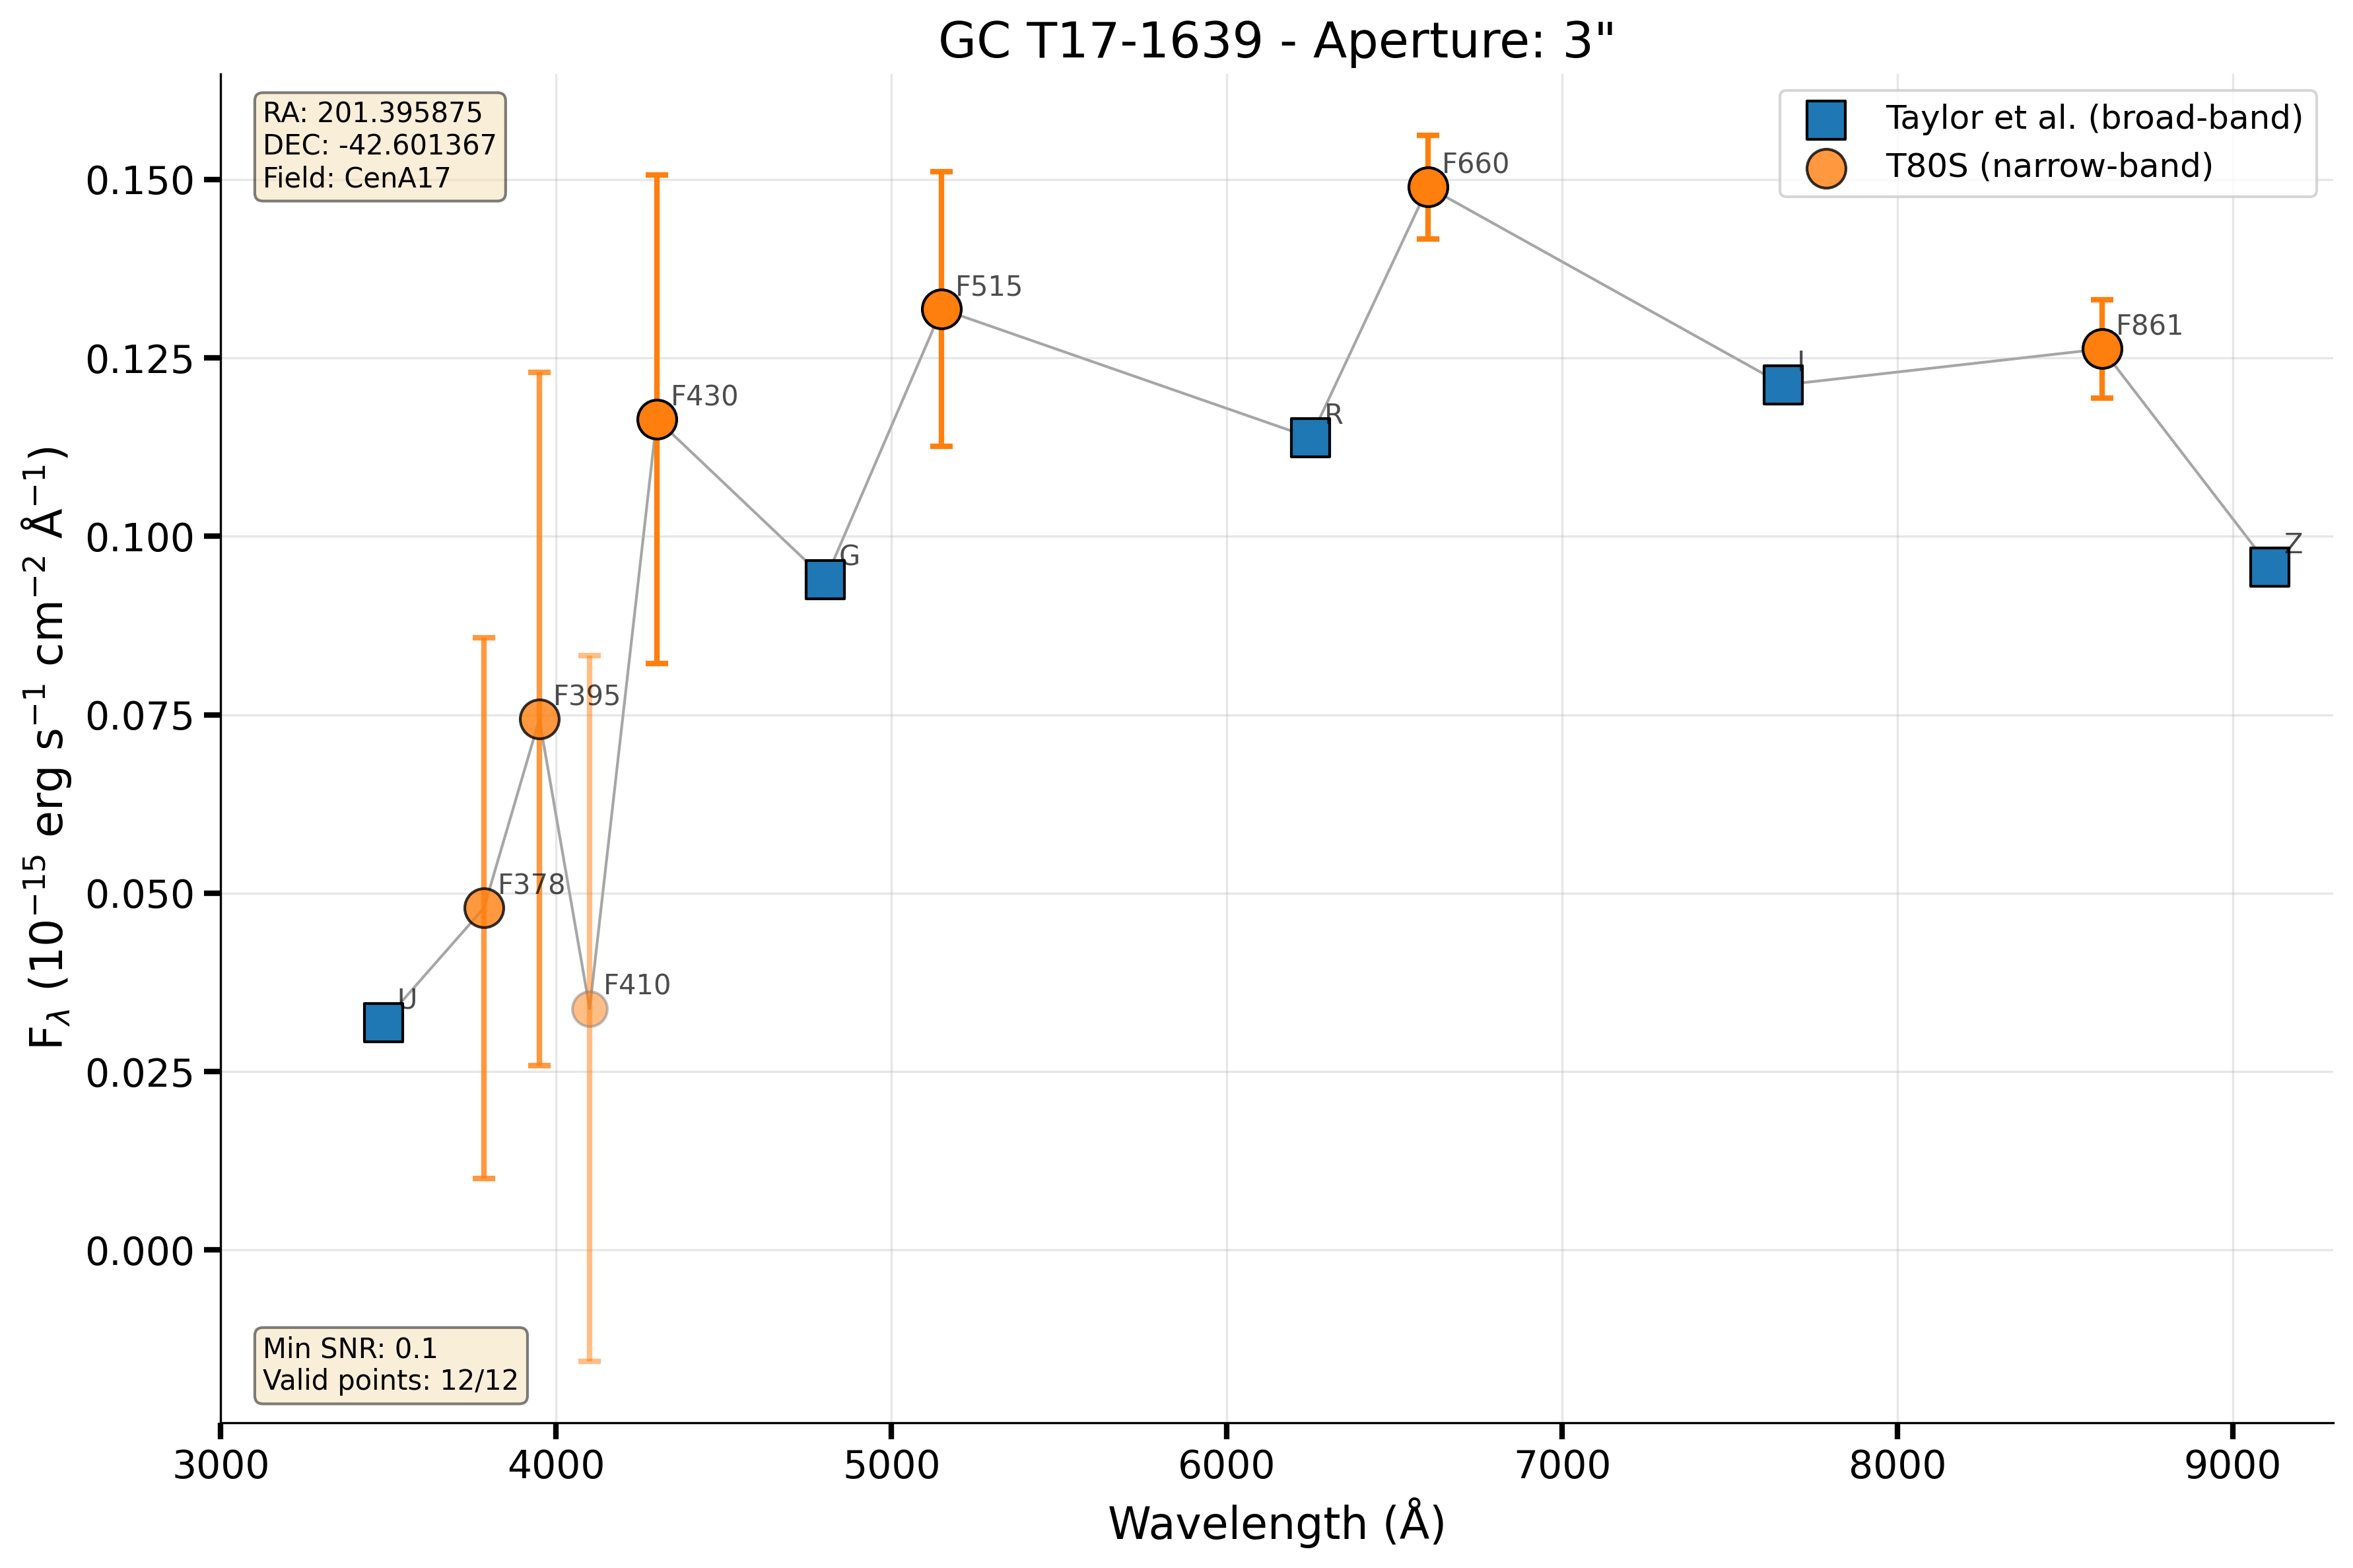 GC T17-1639 - Aperture: 3"
RA: 201.395875
DEC: -42.601367
Field: CenA17
Taylor et al. (broad-band)
T80S (narrow-band)
F660
F515
F861
I
F430
R
G
Z
F395
F378
F410
U
0.150
0.125
0.100
0.075
0.050
0.025
0.000
F_λ (10⁻¹⁵ erg s⁻¹ cm⁻² Å⁻¹)
Min SNR: 0.1
Valid points: 12/12
3000 4000 5000 6000 7000 8000 9000
Wavelength (Å)